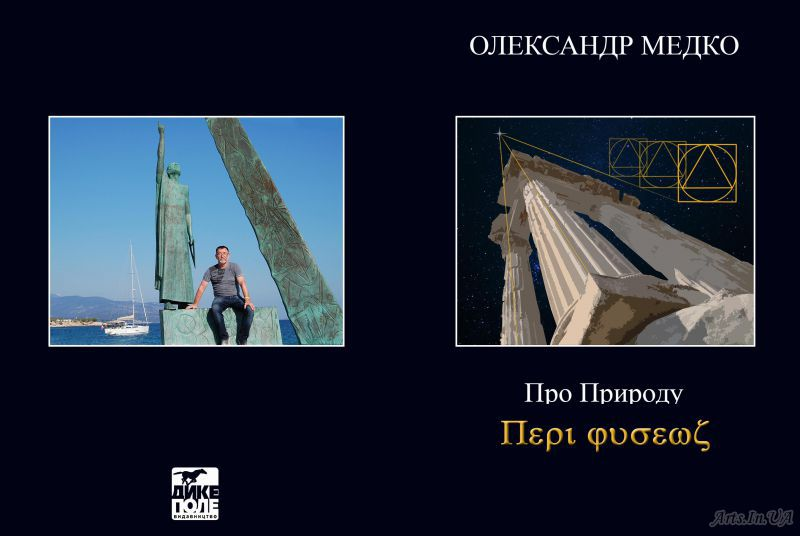 ОЛЕКСАНДР МЕДКО
Про Природу
Περι φυσεωζ
ДИКЕ
ПОЛЕ
видавництво
Arts.In.UA